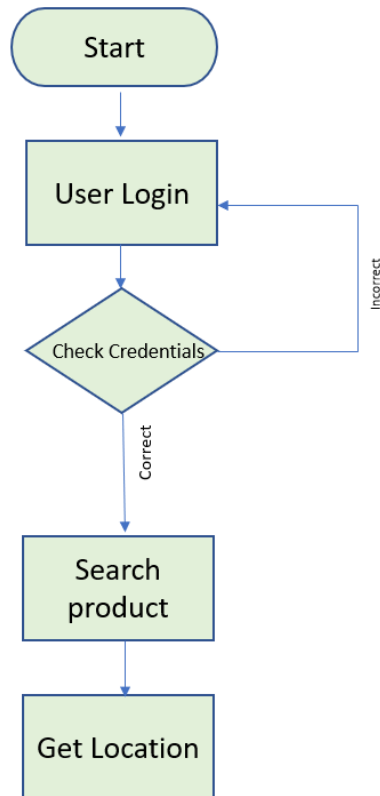 Start
User Login
Incorrect
Check Credentials
Correct
Search
product
Get Location